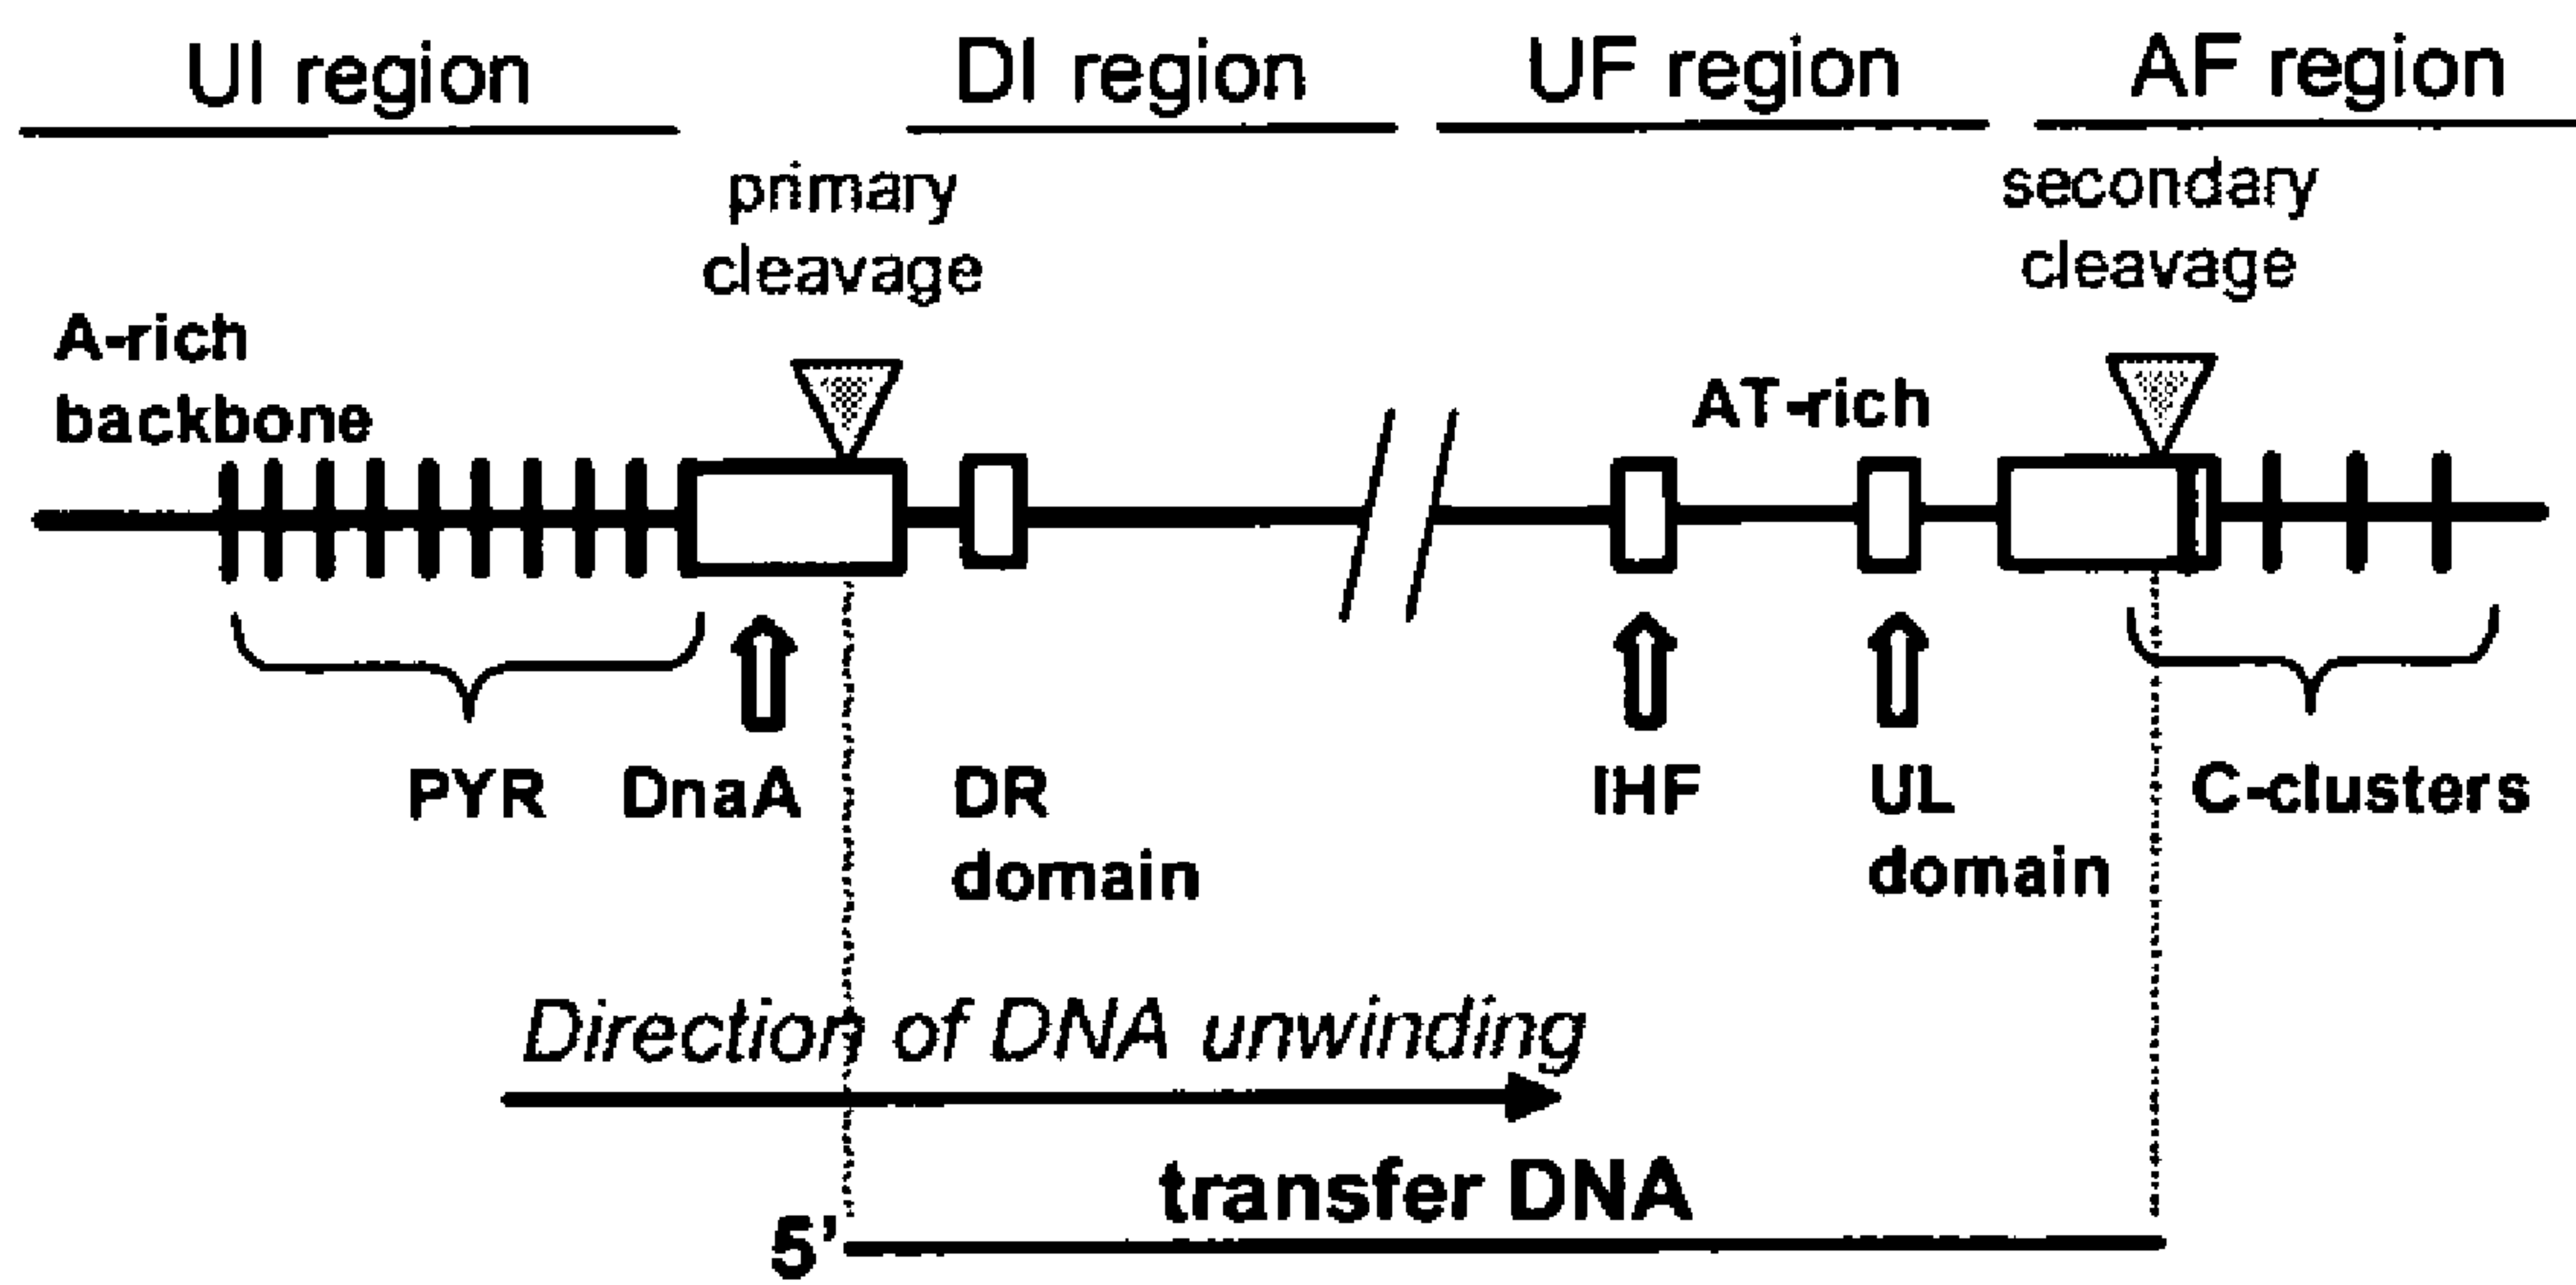 UI region
DI region
UF region
AF region
primary
cleavage
secondary
cleavage
A-rich
backbone
AT-rich
PYR
DnaA
DR
domain
IHF
UL
domain
C-clusters
Direction of DNA unwinding
transfer DNA
5'